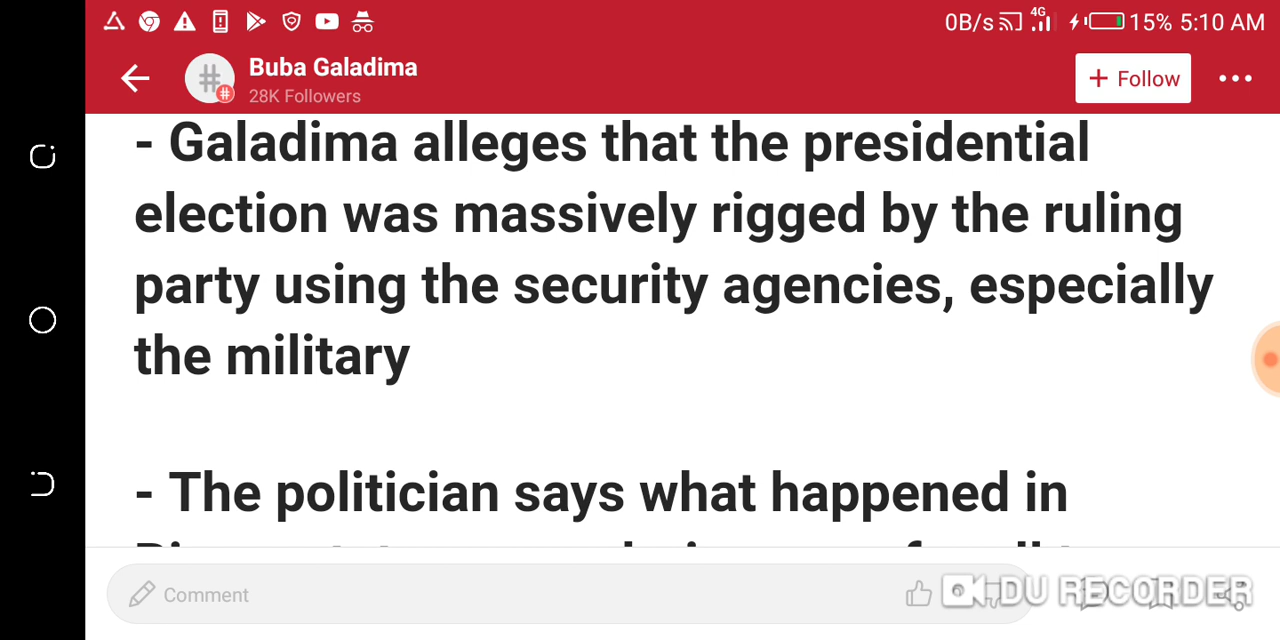 0B/s 4G 15% 5:10 AM
Buba Galadima
28K Followers
+ Follow
- Galadima alleges that the presidential
election was massively rigged by the ruling
party using the security agencies, especially
the military
- The politician says what happened in
Comment
DU RECORDER